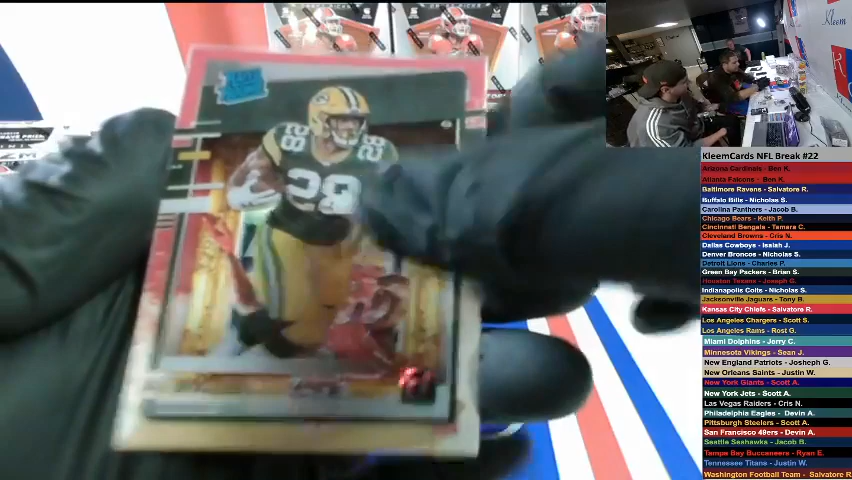 Kleem
28 28
28
KleemCards NFL Break #22
Arizona Cardinals - Ben K.
Atlanta Falcons - Ben K.
Baltimore Ravens - Salvatore R.
Buffalo Bills - Nicholas S.
Carolina Panthers - Jacob B.
Chicago Bears - Keith P.
Cincinnati Bengals - Tamara C.
Cleveland Browns - Cris N.
Dallas Cowboys - Isaiah J.
Denver Broncos - Nicholas S.
Detroit Lions - Charles P.
Green Bay Packers - Brian S.
Houston Texans - Joseph G.
Indianapolis Colts - Nicholas S.
Jacksonville Jaguars - Tony B.
Kansas City Chiefs - Salvatore R.
Los Angeles Chargers - Scott S.
Los Angeles Rams - Rost G.
Miami Dolphins - Jerry C.
Minnesota Vikings - Sean J.
New England Patriots - Josheph G.
New Orleans Saints - Justin W.
New York Giants - Scott A.
New York Jets - Scott A.
Las Vegas Raiders - Cris N.
Philadelphia Eagles - Devin A.
Pittsburgh Steelers - Scott A.
San Francisco 49ers - Devin A.
Seattle Seahawks - Jacob B.
Tampa Bay Buccaneers - Ryan E.
Tennessee Titans - Justin W.
Washington Football Team - Salvatore R